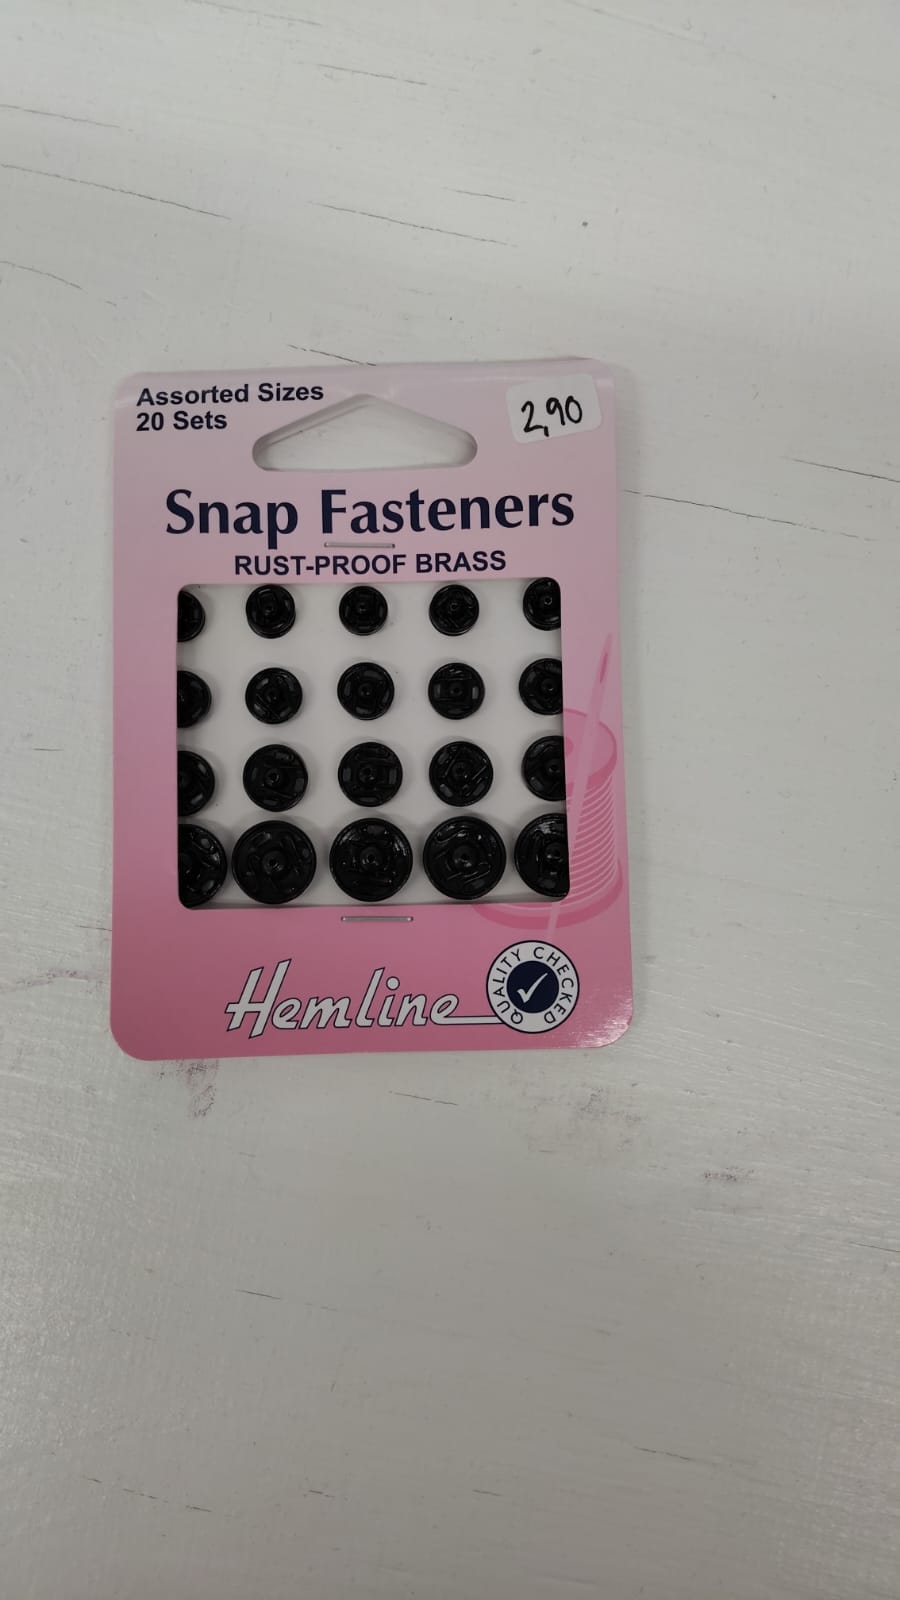 Assorted Sizes
20 Sets
2,90
Snap Fasteners
RUST-PROOF BRASS
Hemline
QUALITY CHECKED